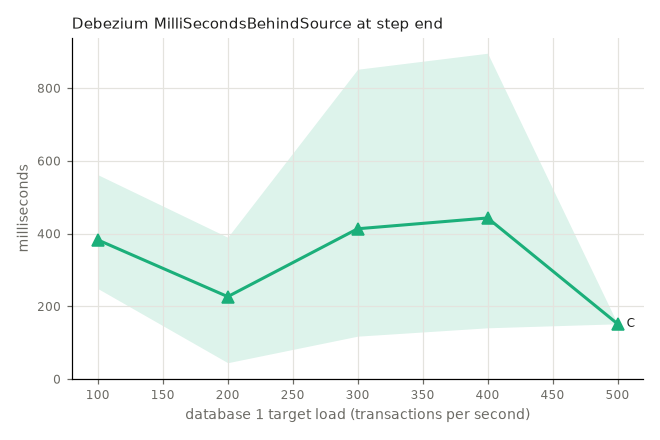 Debezium MilliSecondsBehindSource at step end
milliseconds
800
600
400
200
0
C
100 150 200 250 300 350 400 450 500
database 1 target load (transactions per second)